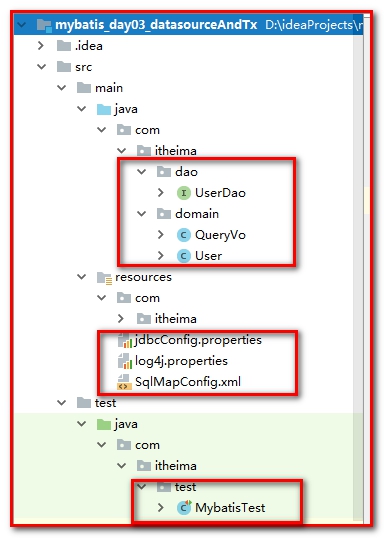 mybatis_day03_datasourceAndTx D:\ideaProjects\
.idea
src
main
java
com
itheima
dao
I UserDao
domain
C QueryVo
C User
resources
com
itheima
jdbcConfig.properties
log4j.properties
SqlMapConfig.xml
test
java
com
itheima
test
C MybatisTest